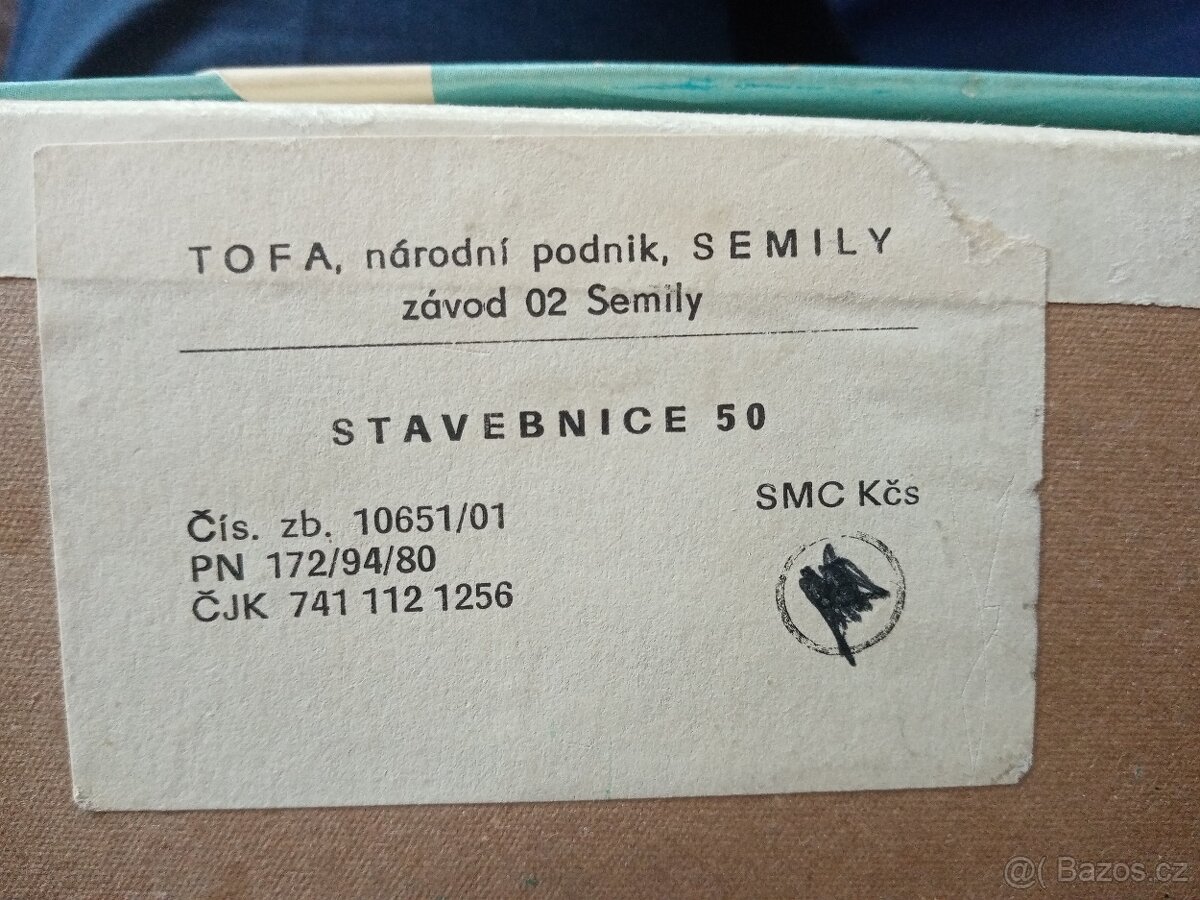 TOFA, národní podnik, SEMILY
závod 02 Semily
STAVEBNICE 50
Čís. zb. 10651/01
PN 172/94/80
ČJK 741 112 1256
SMC Kčs
@( Bazos.cz